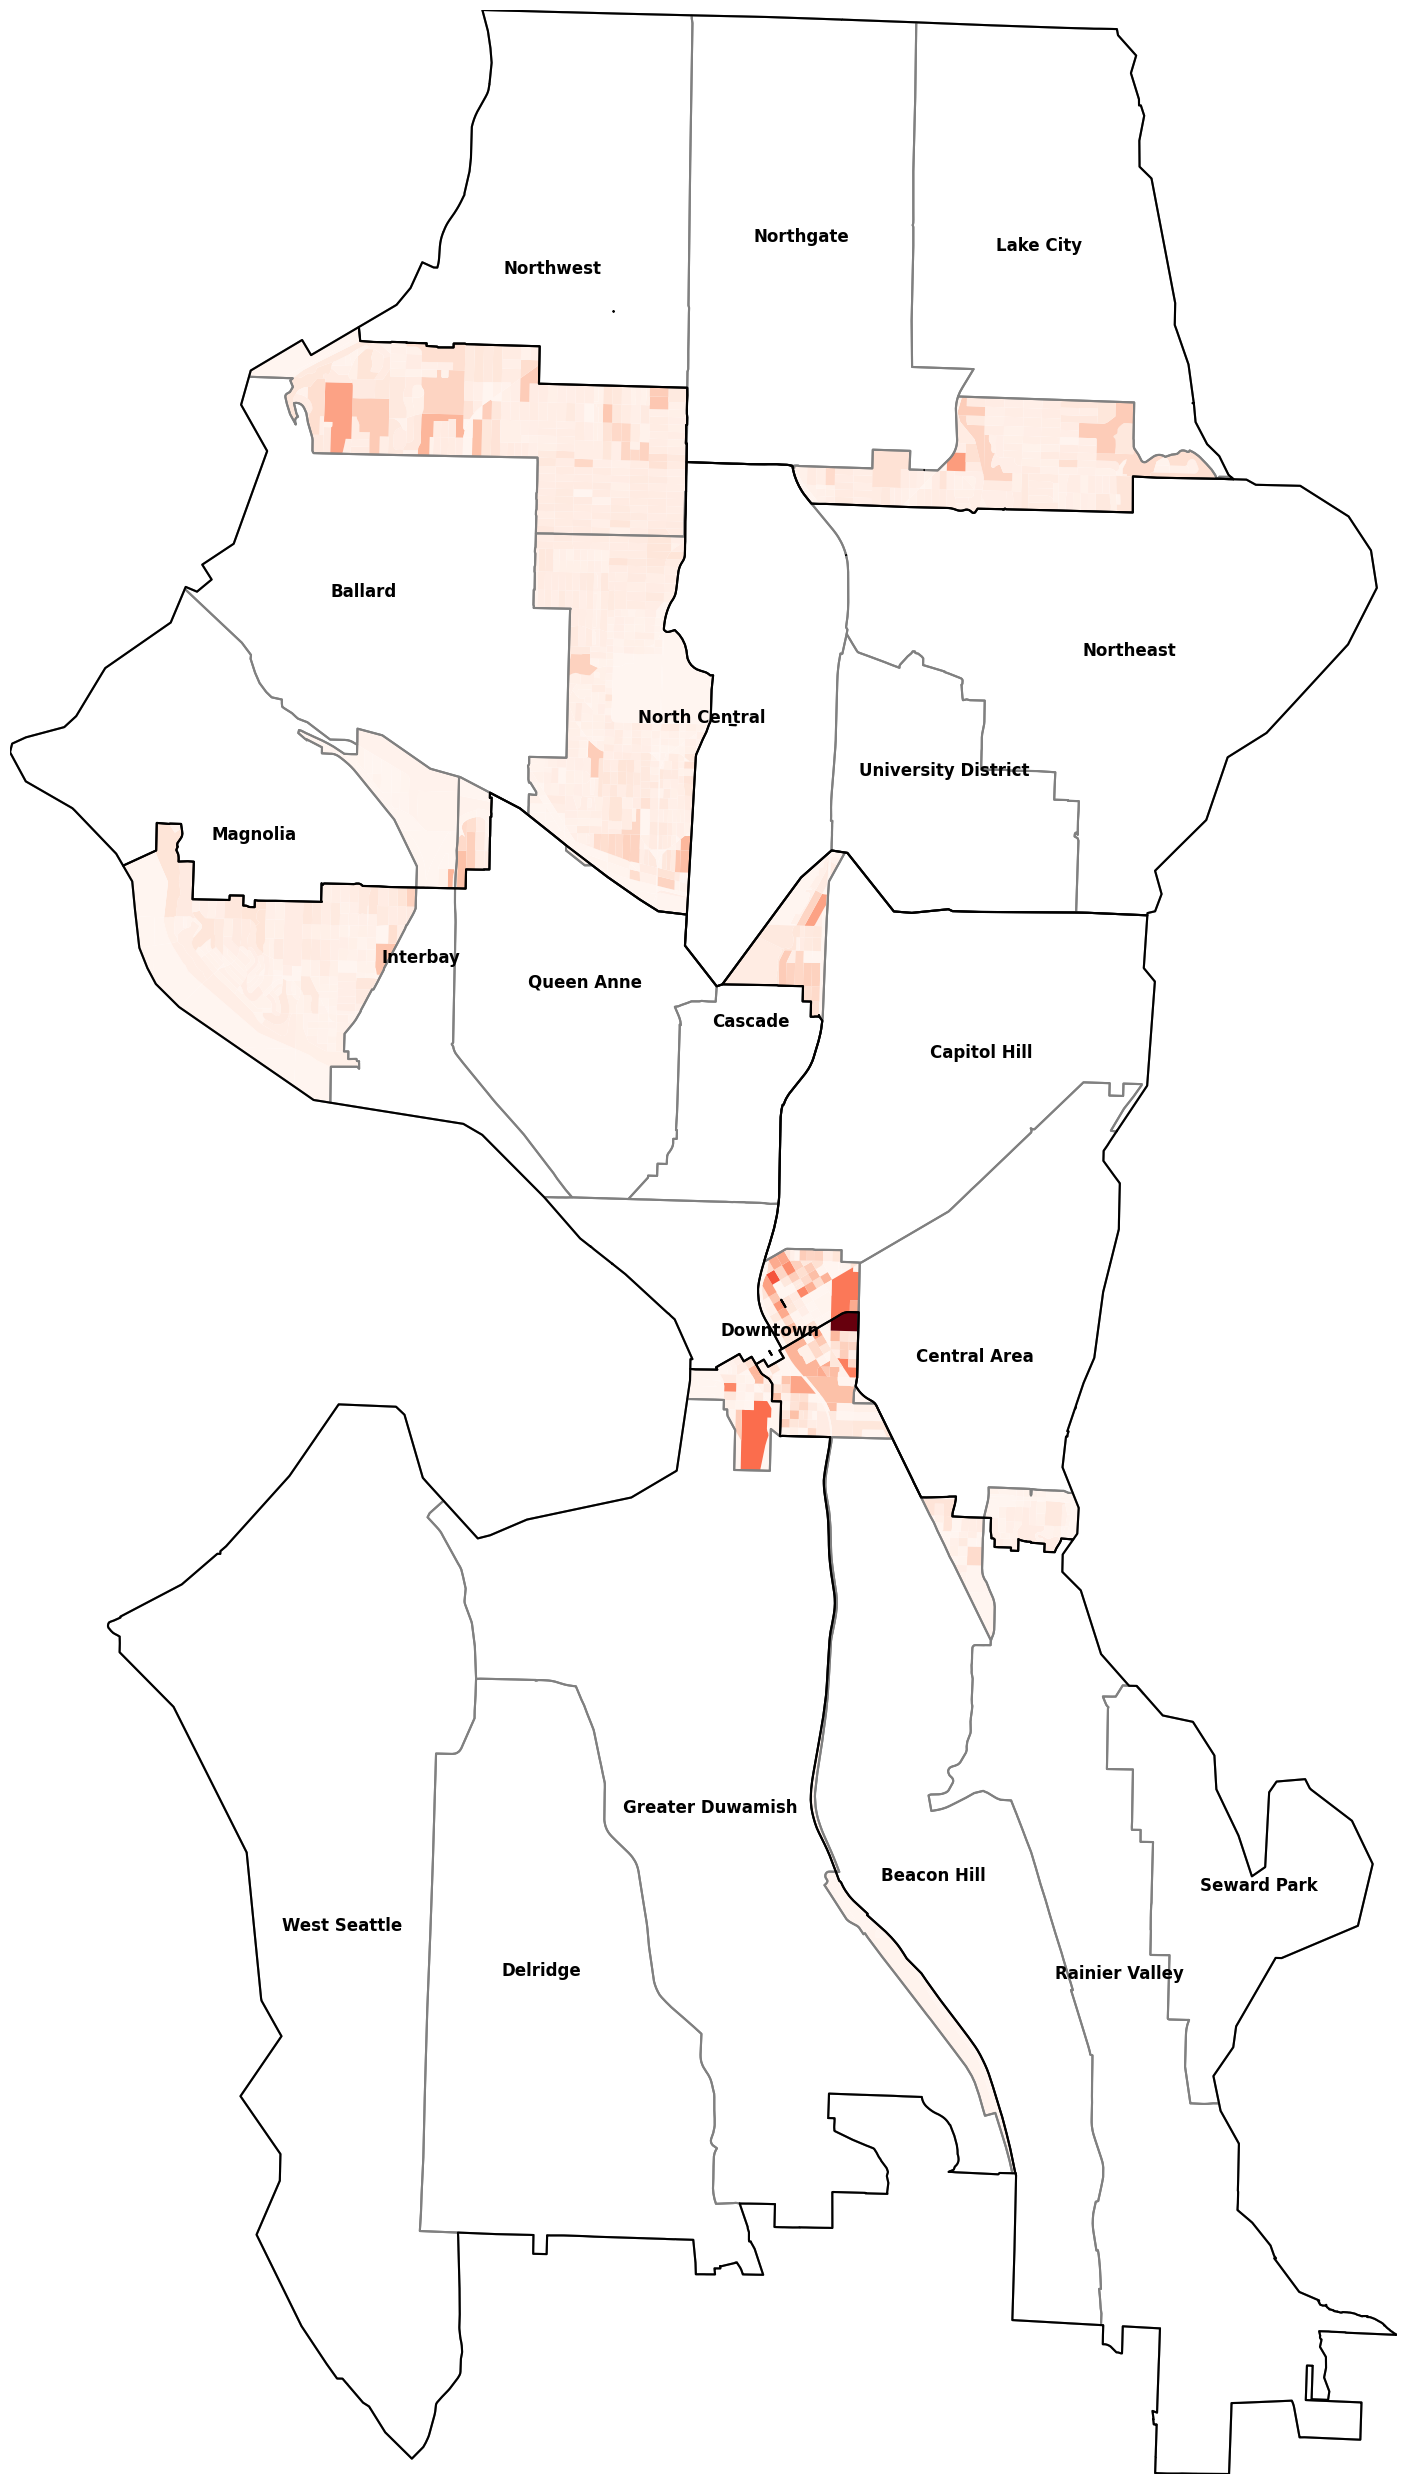 Northgate
Lake City
Northwest
Ballard
Northeast
North Central
University District
Magnolia
Interbay
Queen Anne
Cascade
Capitol Hill
Downtown
Central Area
Greater Duwamish
Beacon Hill
Seward Park
West Seattle
Delridge
Rainier Valley